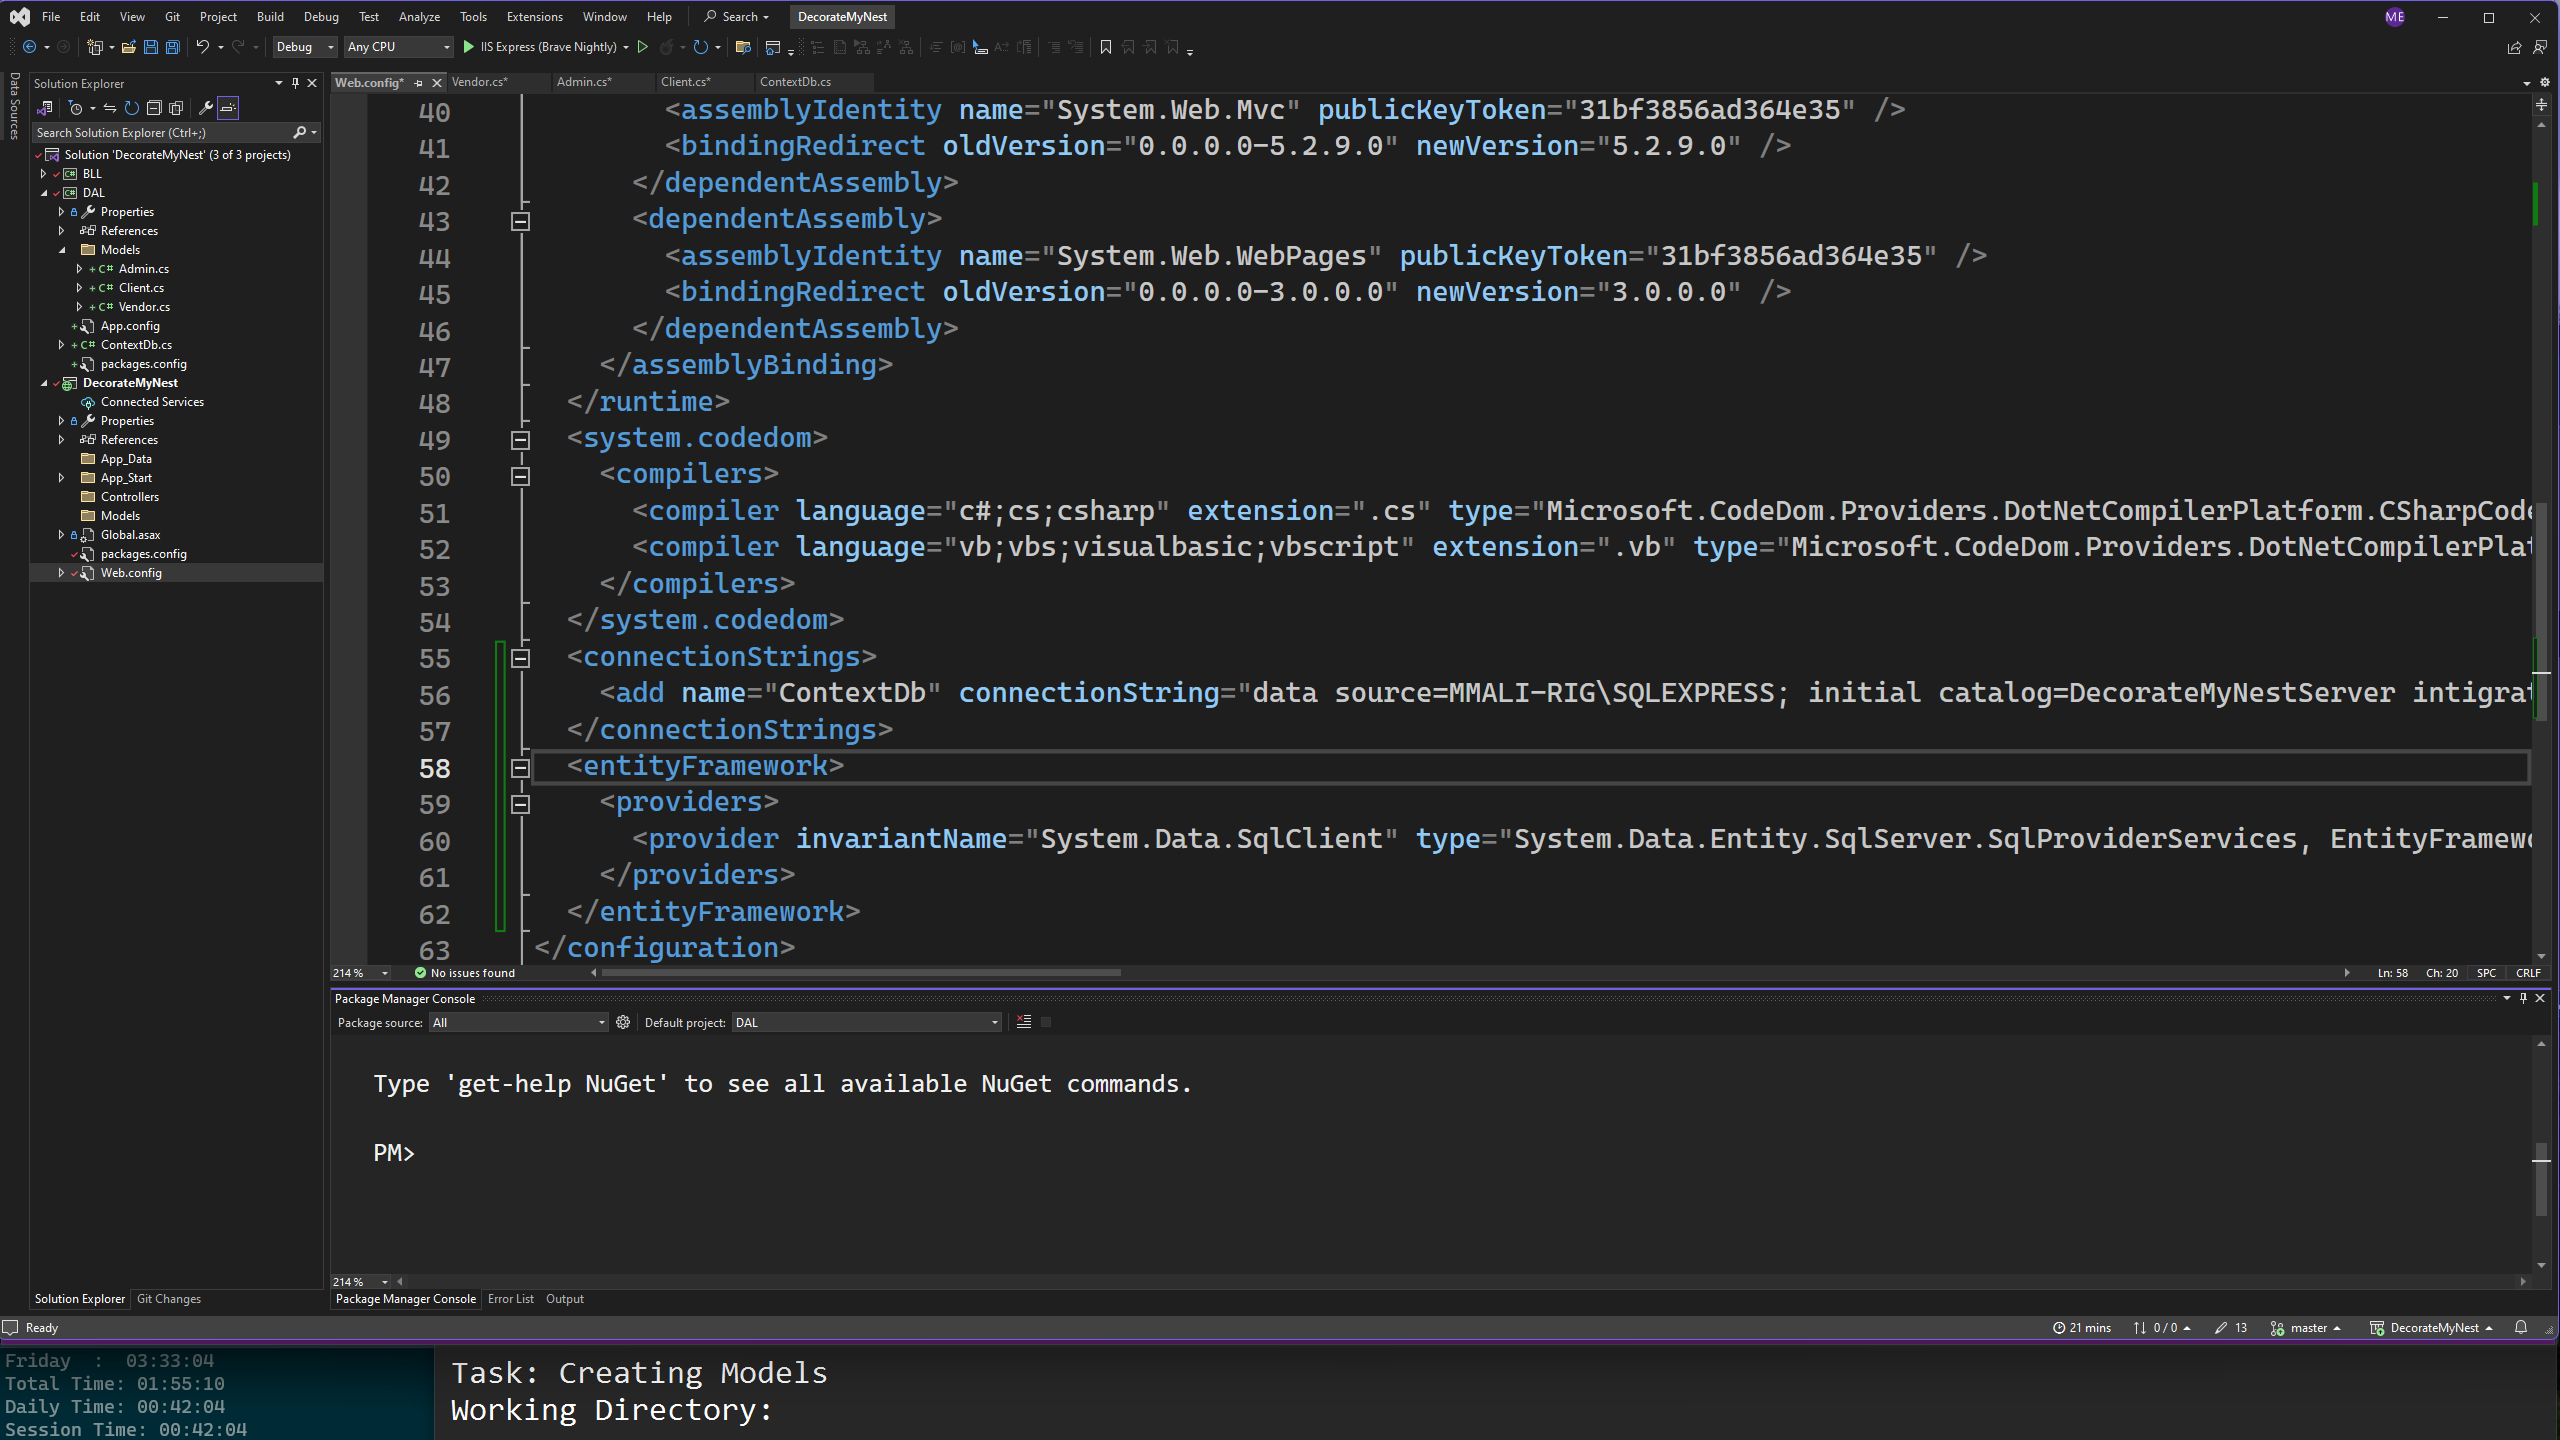 File Edit View Git Project Build Debug Test Analyze Tools Extensions Window Help Search DecorateMyNest ME
Debug Any CPU IIS Express (Brave Nightly)
Data Sources
Solution Explorer
Search Solution Explorer (Ctrl+;)
Solution 'DecorateMyNest' (3 of 3 projects)
BLL
DAL
Properties
References
Models
C# Admin.cs
C# Client.cs
C# Vendor.cs
App.config
C# ContextDb.cs
packages.config
DecorateMyNest
Connected Services
Properties
References
App_Data
App_Start
Controllers
Models
Global.asax
packages.config
Web.config
Solution Explorer Git Changes
Web.config* Vendor.cs* Admin.cs* Client.cs* ContextDb.cs
40 <assemblyIdentity name="System.Web.Mvc" publicKeyToken="31bf3856ad364e35" />
41 <bindingRedirect oldVersion="0.0.0.0-5.2.9.0" newVersion="5.2.9.0" />
42 </dependentAssembly>
43 <dependentAssembly>
44 <assemblyIdentity name="System.Web.WebPages" publicKeyToken="31bf3856ad364e35" />
45 <bindingRedirect oldVersion="0.0.0.0-3.0.0.0" newVersion="3.0.0.0" />
46 </dependentAssembly>
47 </assemblyBinding>
48 </runtime>
49 <system.codedom>
50 <compilers>
51 <compiler language="c#;cs;csharp" extension=".cs" type="Microsoft.CodeDom.Providers.DotNetCompilerPlatform.CSharpCode
52 <compiler language="vb;vbs;visualbasic;vbscript" extension=".vb" type="Microsoft.CodeDom.Providers.DotNetCompilerPlat
53 </compilers>
54 </system.codedom>
55 <connectionStrings>
56 <add name="ContextDb" connectionString="data source=MMALI-RIG\SQLEXPRESS; initial catalog=DecorateMyNestServer intigrat
57 </connectionStrings>
58 <entityFramework>
59 <providers>
60 <provider invariantName="System.Data.SqlClient" type="System.Data.Entity.SqlServer.SqlProviderServices, EntityFramewo
61 </providers>
62 </entityFramework>
63 </configuration>
214 % No issues found Ln: 58 Ch: 20 SPC CRLF
Package Manager Console
Package source: All Default project: DAL
Type 'get-help NuGet' to see all available NuGet commands.
PM>
214 %
Package Manager Console Error List Output
Ready 21 mins 0 / 0 13 master DecorateMyNest
Friday : 03:33:04
Total Time: 01:55:10
Daily Time: 00:42:04
Session Time: 00:42:04
Task: Creating Models
Working Directory: